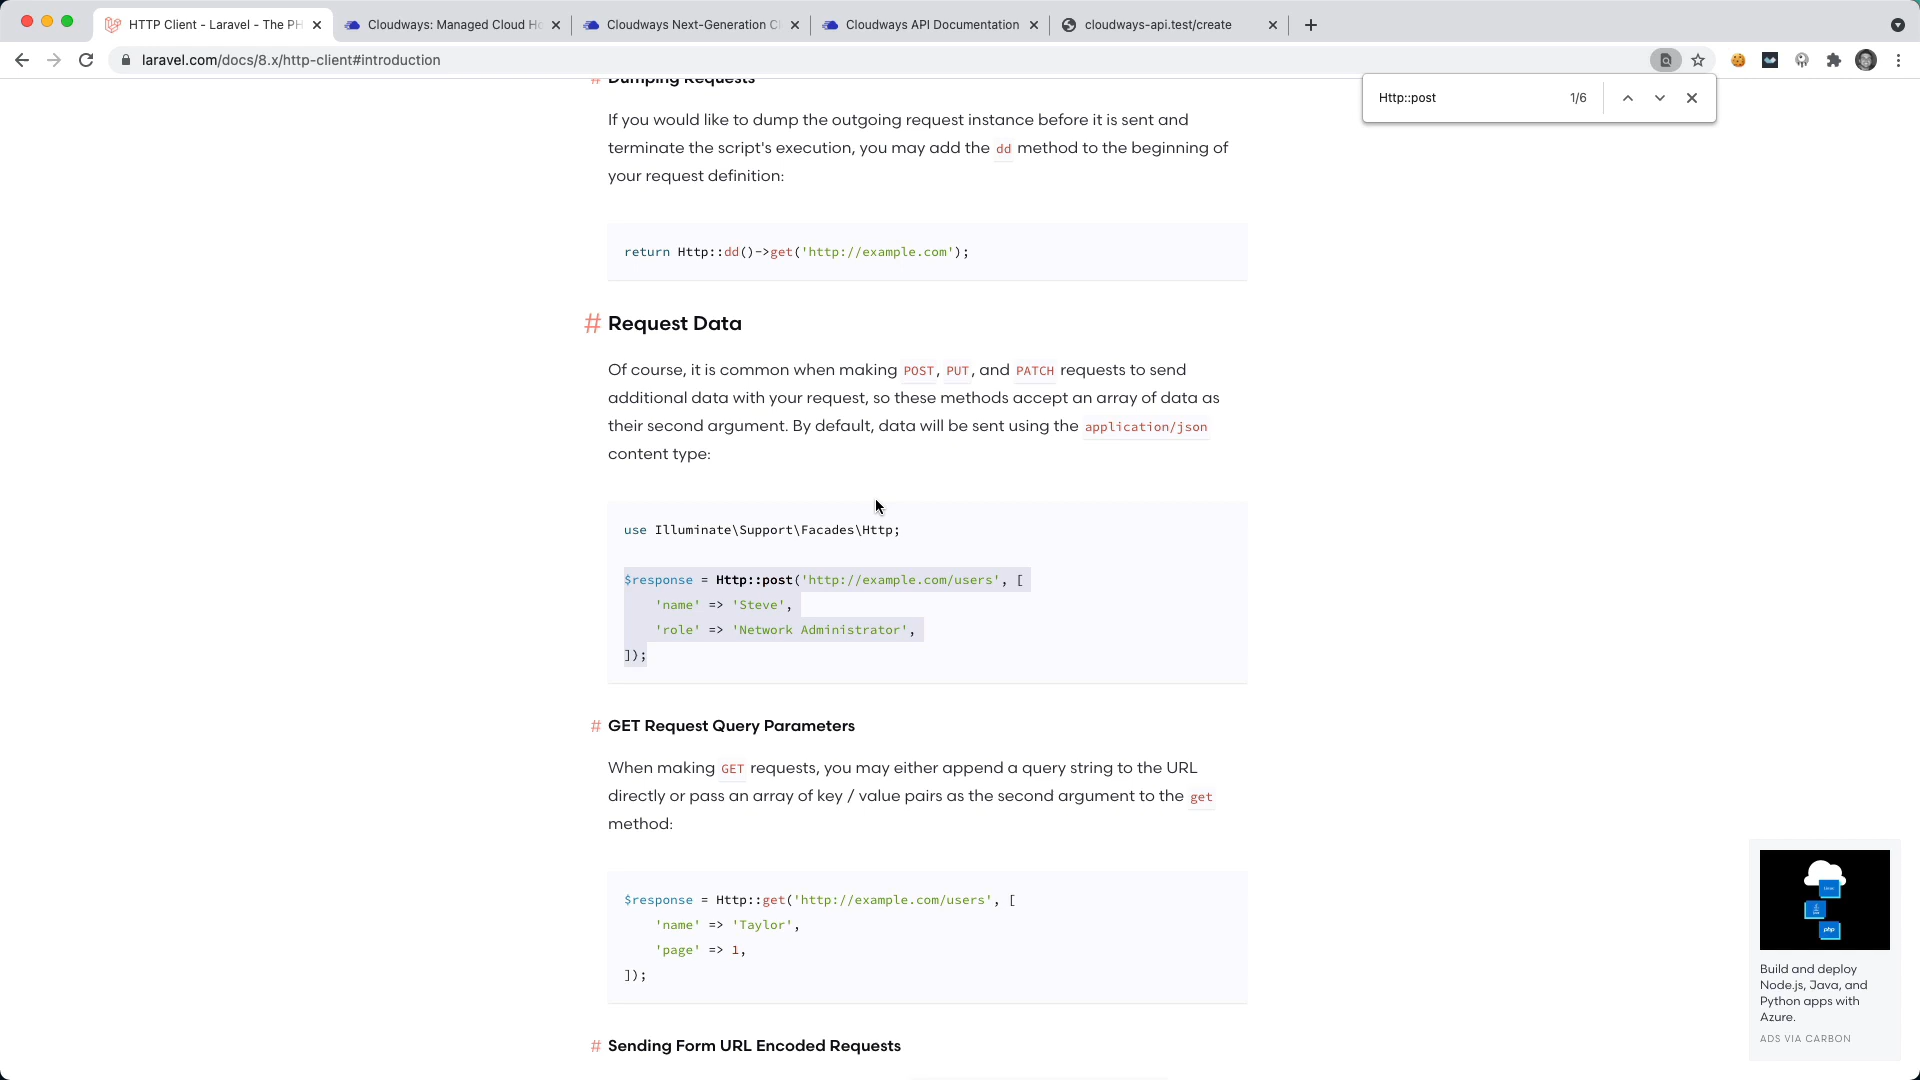 HTTP Client - Laravel - The PH
Cloudways: Managed Cloud Ho
Cloudways Next-Generation C
Cloudways API Documentation
cloudways-api.test/create
laravel.com/docs/8.x/http-client#introduction
Http::post 1/6
# Dumping Requests
If you would like to dump the outgoing request instance before it is sent and
terminate the script's execution, you may add the dd method to the beginning of
your request definition:
return Http::dd()->get('http://example.com');
# Request Data
Of course, it is common when making POST, PUT, and PATCH requests to send
additional data with your request, so these methods accept an array of data as
their second argument. By default, data will be sent using the application/json
content type:
use Illuminate\Support\Facades\Http;
$response = Http::post('http://example.com/users', [
'name' => 'Steve',
'role' => 'Network Administrator',
]);
# GET Request Query Parameters
When making GET requests, you may either append a query string to the URL
directly or pass an array of key / value pairs as the second argument to the get
method:
$response = Http::get('http://example.com/users', [
'name' => 'Taylor',
'page' => 1,
]);
# Sending Form URL Encoded Requests
php
Build and deploy
Node.js, Java, and
Python apps with
Azure.
ADS VIA CARBON